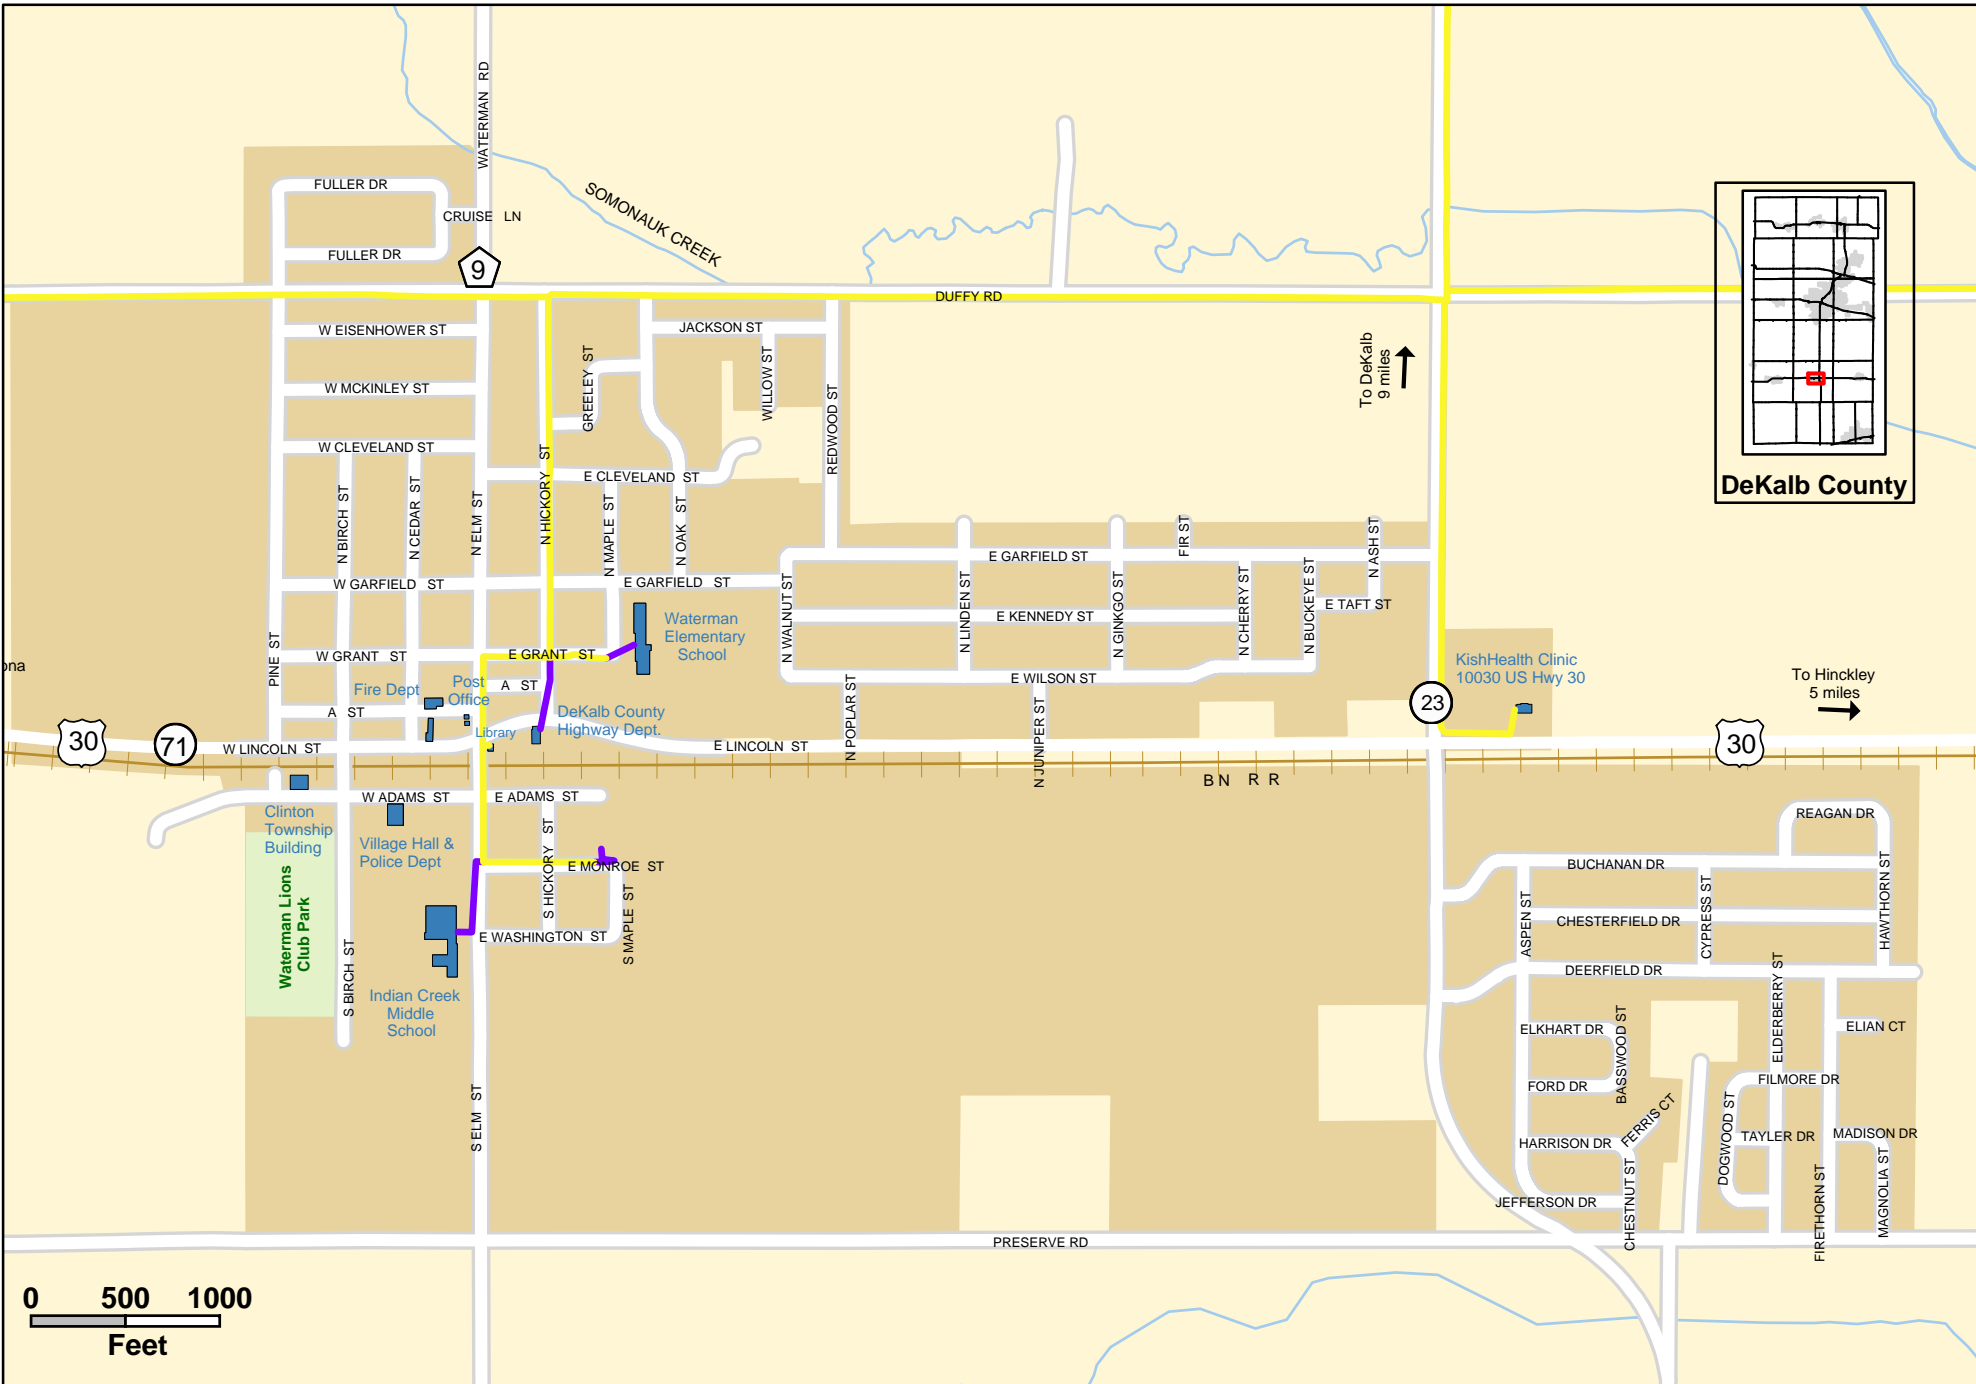 WATERMAN RD
FULLER DR
CRUISE LN
SOMONAUK CREEK
FULLER DR
9
DUFFY RD
W EISENHOWER ST
JACKSON ST
W MCKINLEY ST
GREELEY ST
WILLOW ST
REDWOOD ST
To DeKalb
9 miles
DeKalb County
W CLEVELAND ST
E CLEVELAND ST
N BIRCH ST
N CEDAR ST
N ELM ST
N HICKORY ST
N MAPLE ST
N OAK ST
FIR ST
N ASH ST
E GARFIELD ST
W GARFIELD ST
E GARFIELD ST
N WALNUT ST
N LINDEN ST
N GINKGO ST
N CHERRY ST
N BUCKEYE ST
E TAFT ST
E KENNEDY ST
Waterman
Elementary
School
PINE ST
W GRANT ST
E GRANT ST
ona
Fire Dept
Post
Office
A ST
A ST
E WILSON ST
KishHealth Clinic
10030 US Hwy 30
To Hinckley
5 miles
23
N POPLAR ST
N JUNIPER ST
DeKalb County
Highway Dept.
Library
30
71
W LINCOLN ST
E LINCOLN ST
30
BN R R
W ADAMS ST
E ADAMS ST
Clinton
Township
Building
Village Hall &
Police Dept
Waterman Lions
Club Park
S BIRCH ST
S HICKORY ST
E MONROE ST
S MAPLE ST
E WASHINGTON ST
Indian Creek
Middle
School
S ELM ST
REAGAN DR
BUCHANAN DR
HAWTHORN ST
CYPRESS ST
ASPEN ST
CHESTERFIELD DR
DEERFIELD DR
ELDERBERRY ST
ELKHART DR
BASSWOOD ST
ELIAN CT
FORD DR
FILMORE DR
FERRIS CT
DOGWOOD ST
HARRISON DR
TAYLER DR
MADISON DR
CHESTNUT ST
FIRETHORN ST
MAGNOLIA ST
JEFFERSON DR
PRESERVE RD
0 500 1000
Feet